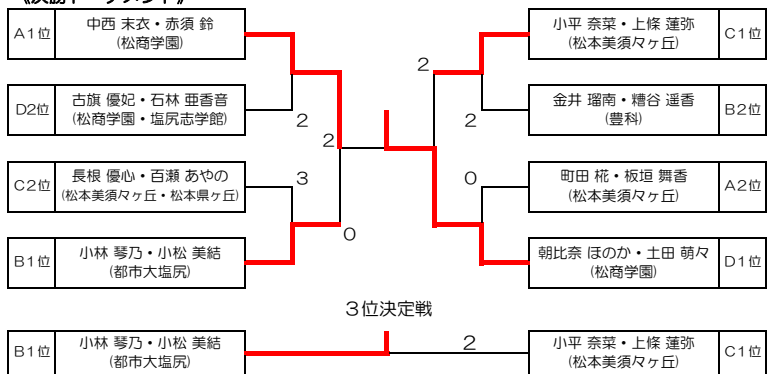 A1位
中西 末衣・赤須 鈴
(松商学園)
D2位
古旗 優妃・石林 亜香音
(松商学園・塩尻志学館)
C2位
長根 優心・百瀬 あやの
(松本美須々ヶ丘・松本県ヶ丘)
B1位
小林 琴乃・小松 美結
(都市大塩尻)
2
2
3
0
2
2
0
小平 奈菜・上條 蓮弥
(松本美須々ヶ丘)
C1位
金井 瑠南・糟谷 遥香
(豊科)
B2位
町田 椛・板垣 舞香
(松本美須々ヶ丘)
A2位
朝比奈 ほのか・土田 萌々
(松商学園)
D1位
3位決定戦
B1位
小林 琴乃・小松 美結
(都市大塩尻)
2
小平 奈菜・上條 蓮弥
(松本美須々ヶ丘)
C1位